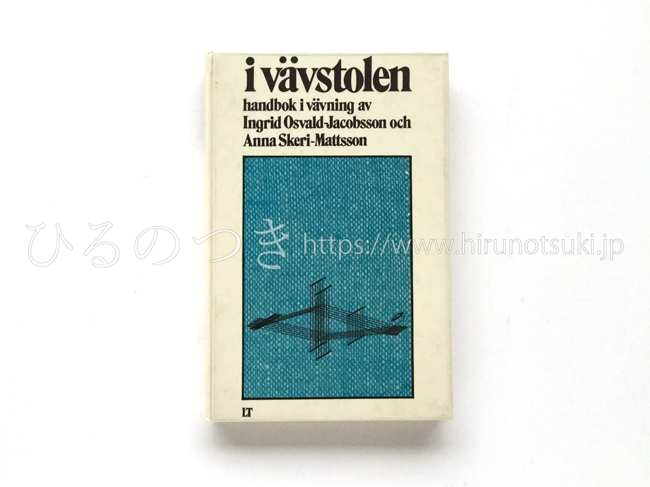 i vävstolen
handbok i vävning av
Ingrid Osvald-Jacobsson och
Anna Skeri-Mattsson
ひるのつき https://www.hirunotsuki.jp
LT